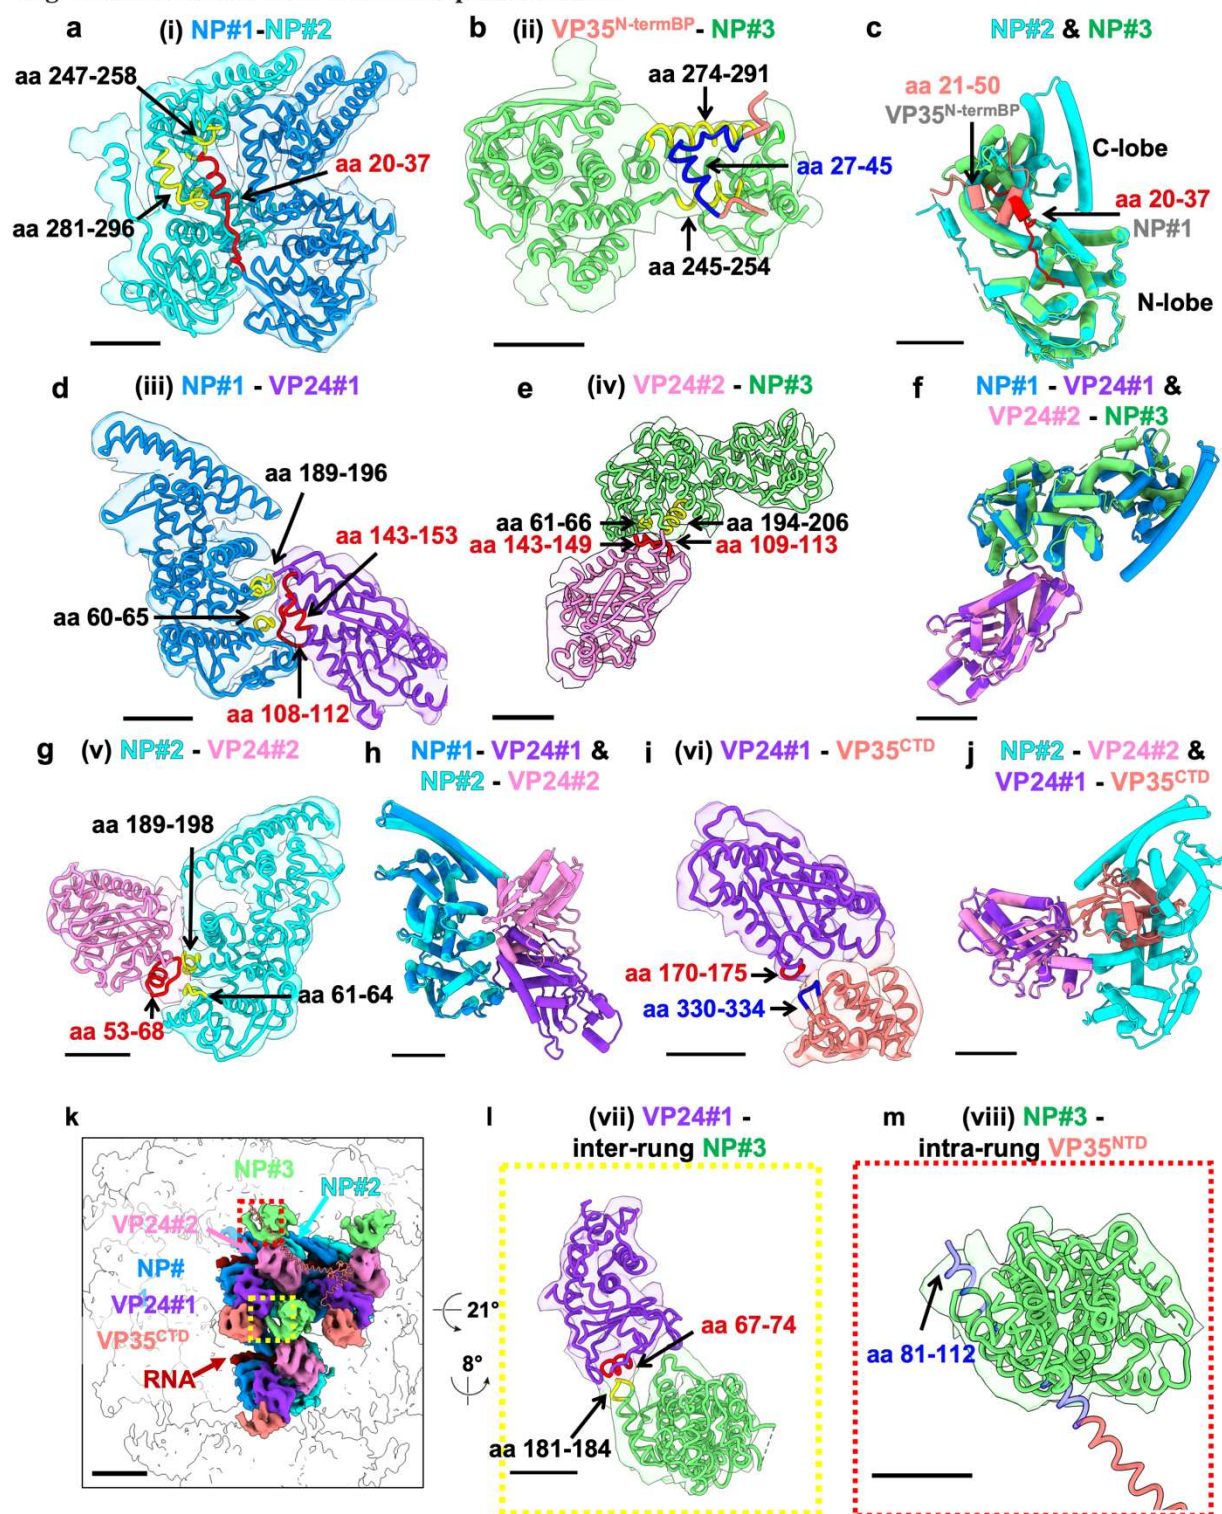 a (i) NP#1-NP#2
aa 247-258
aa 20-37
aa 281-296
b (ii) VP35N-termBP - NP#3
aa 274-291
aa 27-45
aa 245-254
c NP#2 & NP#3
aa 21-50
VP35N-termBP
C-lobe
aa 20-37
NP#1
N-lobe
d (iii) NP#1 - VP24#1
aa 189-196
aa 143-153
aa 60-65
aa 108-112
e (iv) VP24#2 - NP#3
aa 61-66 aa 194-206
aa 143-149 aa 109-113
f NP#1 - VP24#1 &
VP24#2 - NP#3
g (v) NP#2 - VP24#2
aa 189-198
aa 61-64
aa 53-68
h NP#1 - VP24#1 &
NP#2 - VP24#2
i (vi) VP24#1 - VP35CTD
aa 170-175
aa 330-334
j NP#2 - VP24#2 &
VP24#1 - VP35CTD
k
NP#3
NP#2
VP24#2
NP#
VP24#1
VP35CTD
RNA
21°
8°
l (vii) VP24#1 -
inter-rung NP#3
aa 67-74
aa 181-184
m (viii) NP#3 -
intra-rung VP35NTD
aa 81-112